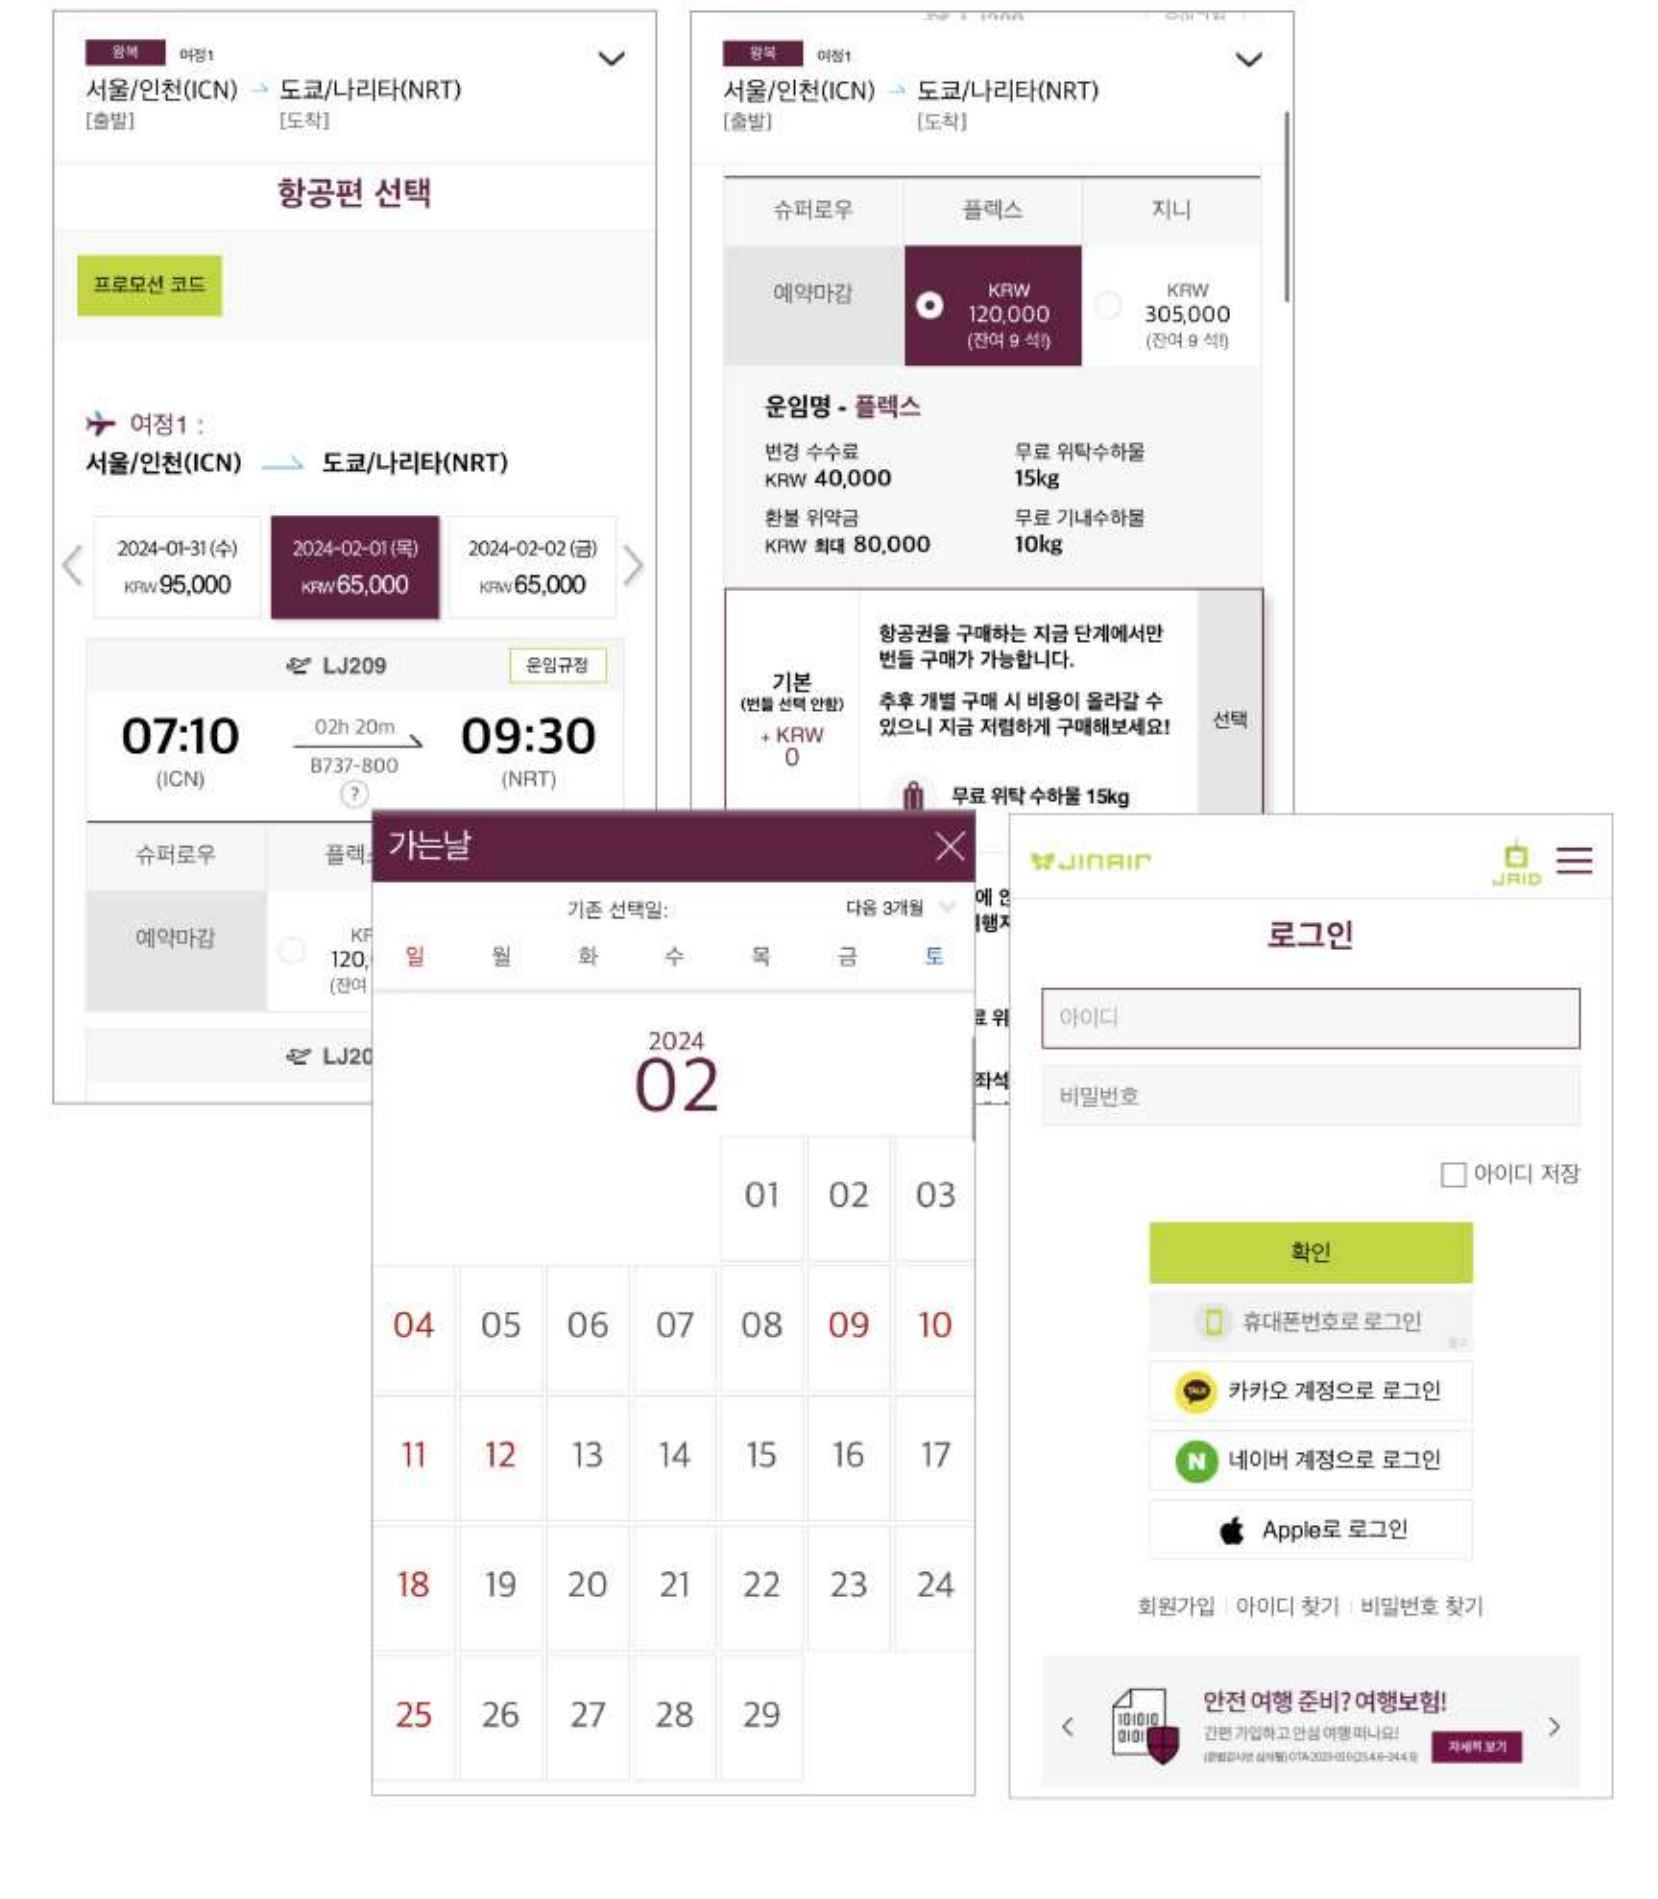 왕복 여정1
서울/인천(ICN) 도쿄/나리타(NRT)
[출발] [도착]
항공편 선택
프로모션 코드
여정1 :
서울/인천(ICN) 도쿄/나리타(NRT)
2024-01-31 (수) 2024-02-01 (목) 2024-02-02 (금)
KRW 95,000 KRW 65,000 KRW 65,000
LJ209 운임규정
07:10 02h 20m 09:30
(ICN) B737-800 (NRT)
?
슈퍼로우 플렉
예약마감
120,
(잔여
LJ20
왕복 여정1
서울/인천(ICN) 도쿄/나리타(NRT)
[출발] [도착]
슈퍼로우 플렉스 지니
예약마감 KRW KRW
120,000 305,000
(잔여 9 석!) (잔여 9 석!)
운임명 - 플렉스
변경 수수료 무료 위탁수하물
KRW 40,000 15kg
환불 위약금 무료 기내수하물
KRW 최대 80,000 10kg
항공권을 구매하는 지금 단계에서만
번들 구매가 가능합니다.
추후 개별 구매 시 비용이 올라갈 수
있으니 지금 저렴하게 구매해보세요!
기본
(번들 선택 안함)
+ KRW
0
선택
무료 위탁 수하물 15kg
가는날
기존 선택일: 다음 3개월
일 월 화 수 목 금 토
2024
02
01 02 03
04 05 06 07 08 09 10
11 12 13 14 15 16 17
18 19 20 21 22 23 24
25 26 27 28 29
JINAIR JAID
로그인
아이디
비밀번호
아이디 저장
확인
휴대폰번호로 로그인
TALK 카카오 계정으로 로그인
N 네이버 계정으로 로그인
Apple로 로그인
회원가입 아이디 찾기 비밀번호 찾기
안전 여행 준비? 여행보험!
간편 가입하고 안심 여행 떠나요!
자세히 보기